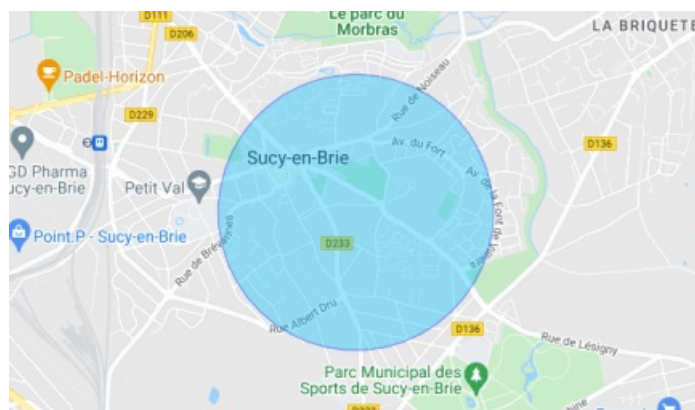 Le parc du
Morbras
D111
D206
LA BRIQUETE
Padel-Horizon
Rue de Noiseau
D229
D136
Av. du Fort
GD Pharma
ucy-en-Brie
Sucy-en-Brie
Petit Val
Av. de la Font de Villiers
Point.P - Sucy-en-Brie
D233
Rue de Brévannes
Rue Albert Dru
D136
Rue de Lésigny
Parc Municipal des
Sports de Sucy-en-Brie